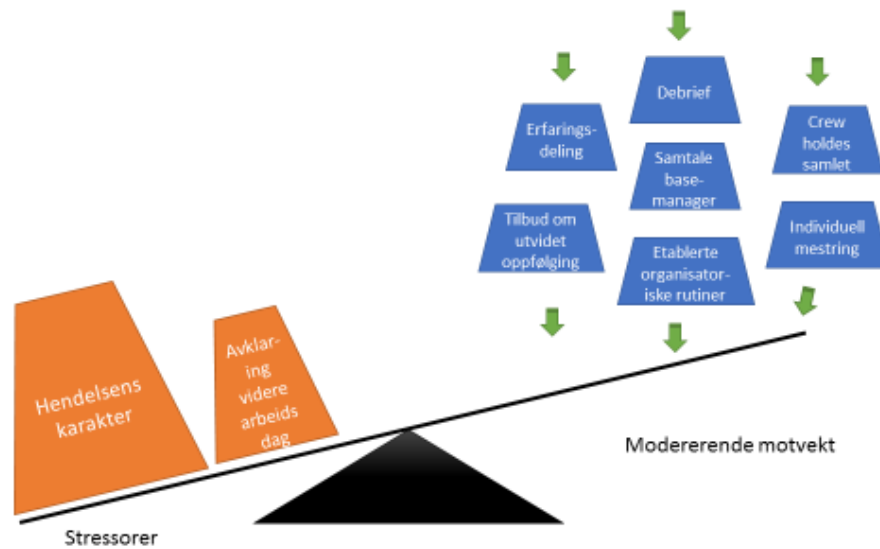 Debrief
Erfarings-
deling
Crew
holdes
samlet
Samtale
base-
manager
Tilbud om
utvidet
oppfølging
Individuell
mestring
Etablerte
organisator-
iske rutiner
Hendelsens
karakter
Avklar-
ing
videre
arbeids
dag
Modererende motvekt
Stressorer